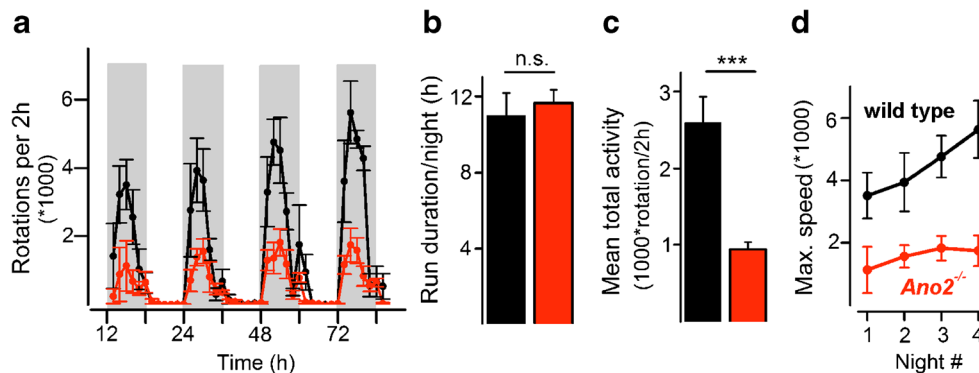 a
Rotations per 2h
(*1000)
6
4
2
12
24
48
72
Time (h)
b
Run duration/night (h)
12
8
4
n.s.
c
Mean total activity
(1000*rotation/2h)
3
2
1
***
d
Max. speed (*1000)
6
4
2
wild type
Ano2-/-
1 2 3 4
Night #